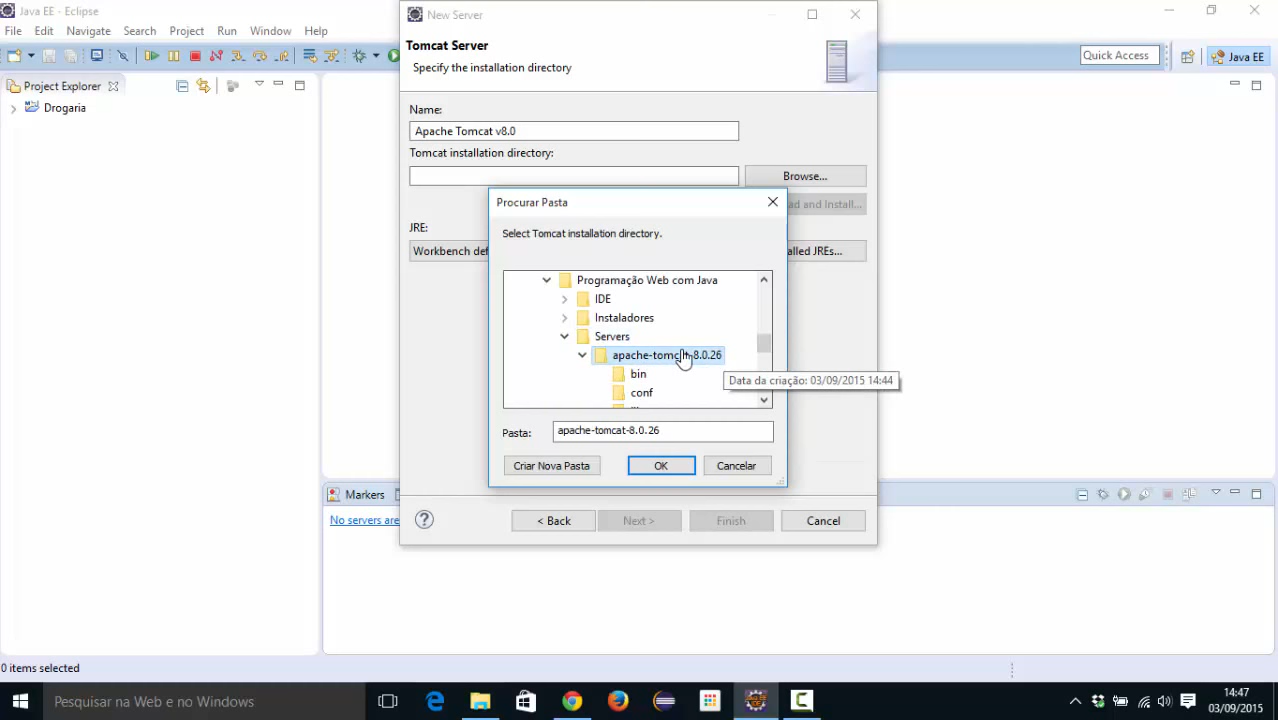 Java EE - Eclipse
New Server
File Edit Navigate Search Project Run Window Help
Tomcat Server
Specify the installation directory
Quick Access
Java EE
Project Explorer
Drogaria
Name:
Apache Tomcat v8.0
Tomcat installation directory:
Browse...
ad and Install...
JRE:
Workbench def
alled JREs...
Procurar Pasta
Select Tomcat installation directory.
Programação Web com Java
IDE
Instaladores
Servers
apache-tomcat-8.0.26
Data da criação: 03/09/2015 14:44
bin
conf
Pasta: apache-tomcat-8.0.26
Criar Nova Pasta OK Cancelar
Markers
No servers are
< Back Next > Finish Cancel
0 items selected
Pesquisar na Web e no Windows
14:47
03/09/2015